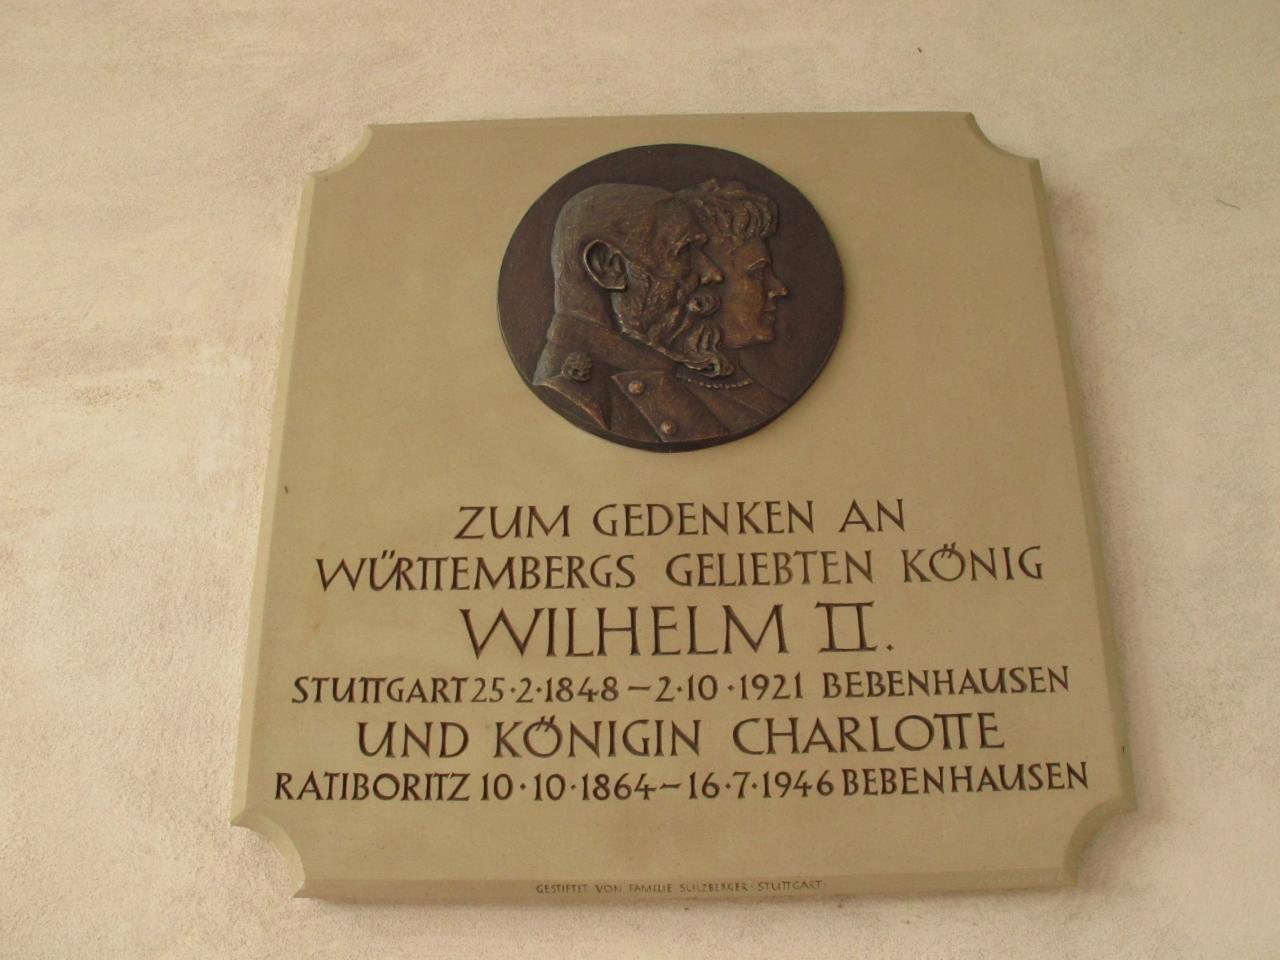 ZUM GEDENKEN AN
WÜRTTEMBERGS GELIEBTEN KÖNIG
WILHELM II.
STUTTGART 25·2·1848–2·10·1921 BEBENHAUSEN
UND KÖNIGIN CHARLOTTE
RATIBORITZ 10·10·1864–16·7·1946 BEBENHAUSEN
GESTIFTET VON FAMILIE SULZBERGER·STUTTGART·